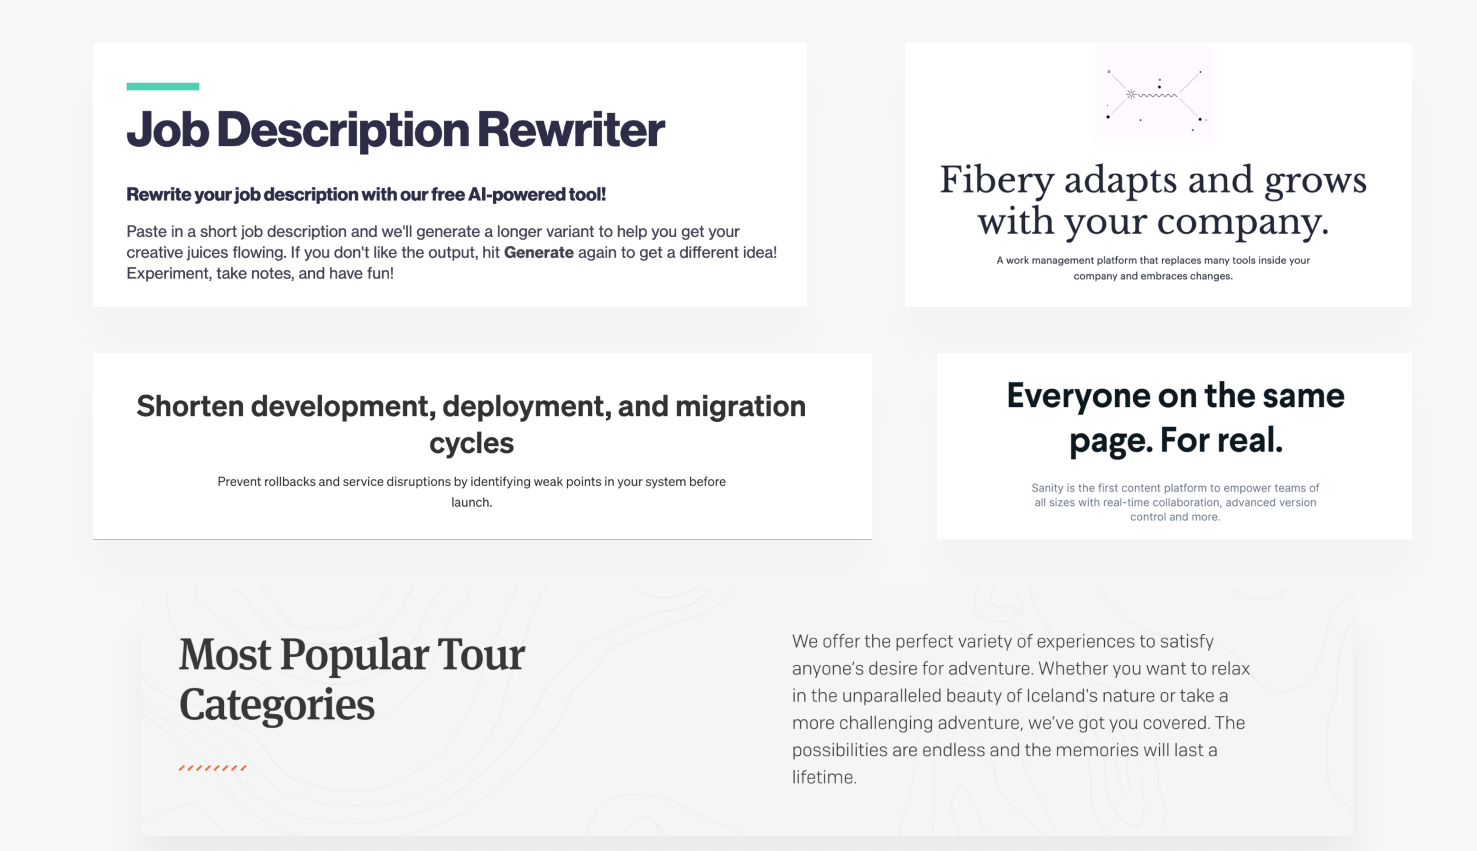 Job Description Rewriter
Rewrite your job description with our free AI-powered tool!
Paste in a short job description and we'll generate a longer variant to help you get your
creative juices flowing. If you don't like the output, hit Generate again to get a different idea!
Experiment, take notes, and have fun!
Fibery adapts and grows
with your company.
A work management platform that replaces many tools inside your
company and embraces changes.
Shorten development, deployment, and migration
cycles
Prevent rollbacks and service disruptions by identifying weak points in your system before
launch.
Everyone on the same
page. For real.
Sanity is the first content platform to empower teams of
all sizes with real-time collaboration, advanced version
control and more.
Most Popular Tour
Categories
We offer the perfect variety of experiences to satisfy
anyone's desire for adventure. Whether you want to relax
in the unparalleled beauty of Iceland's nature or take a
more challenging adventure, we've got you covered. The
possibilities are endless and the memories will last a
lifetime.